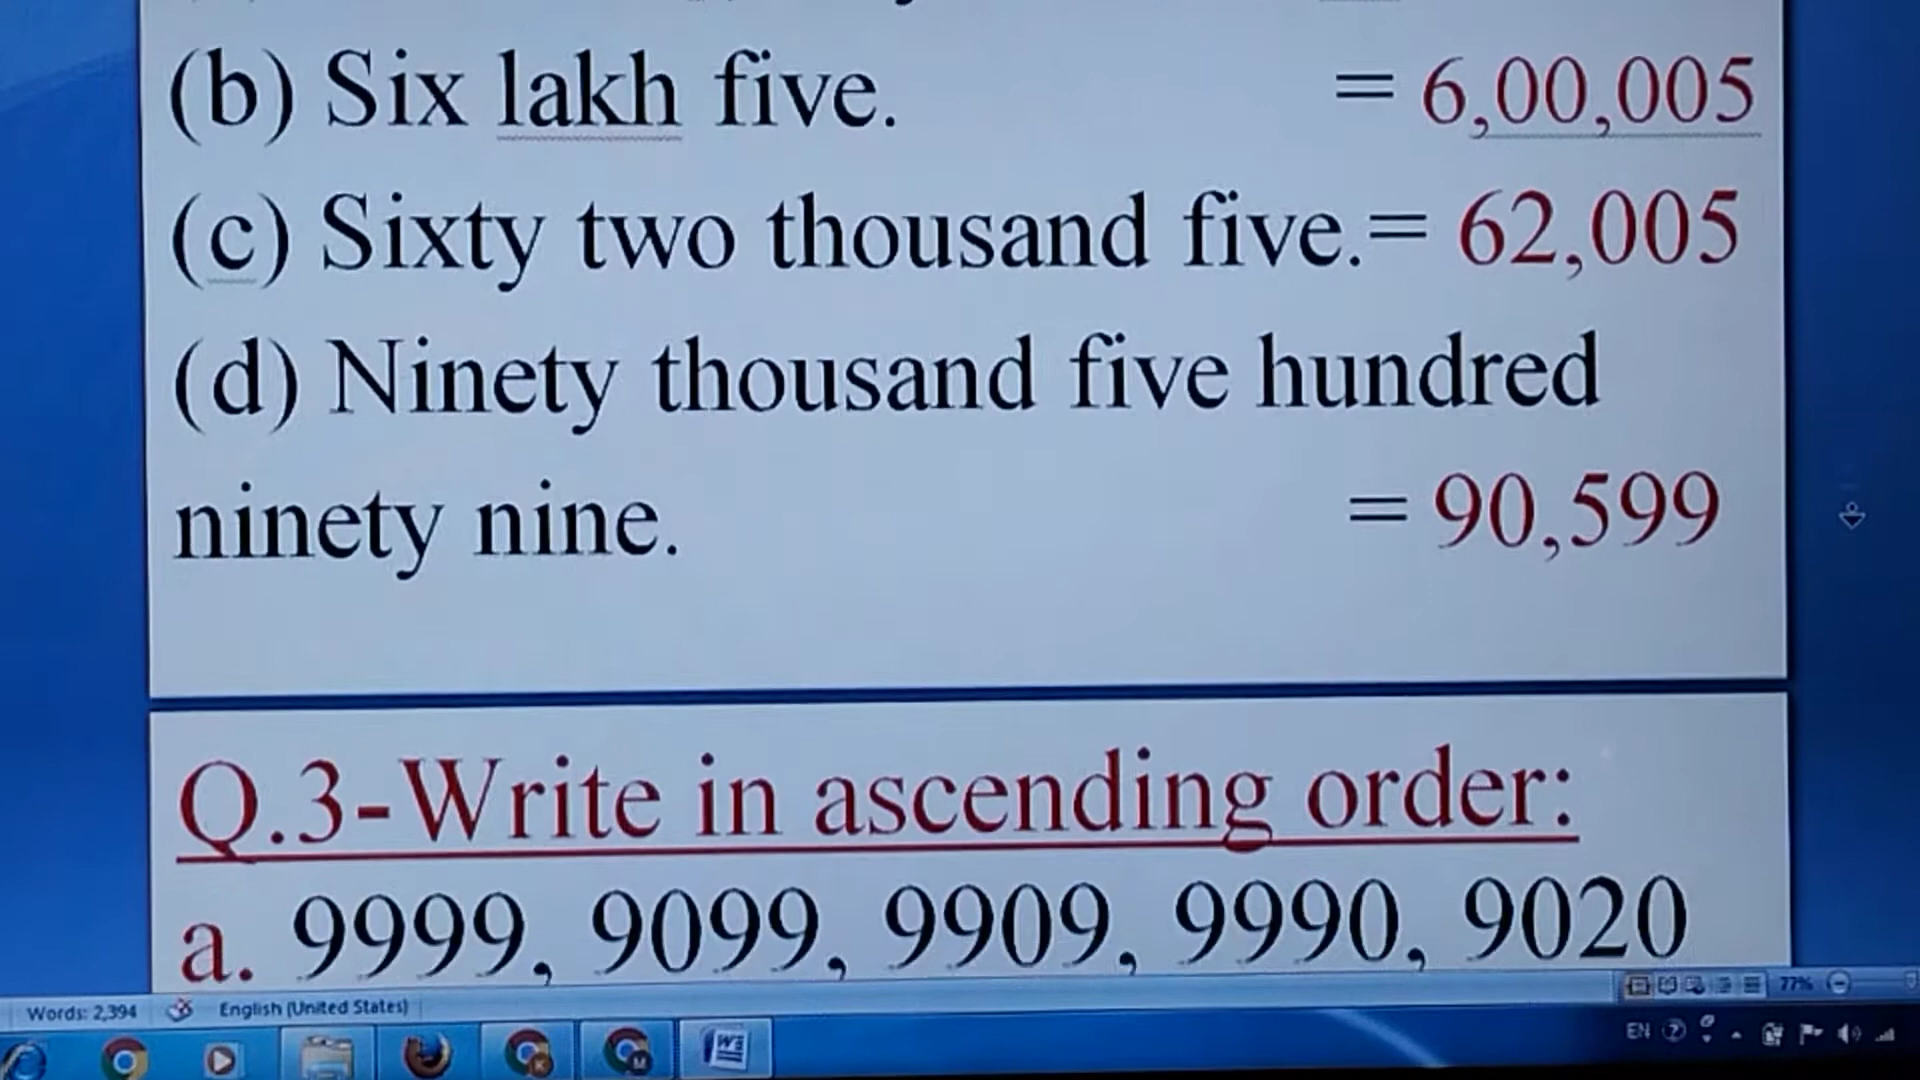 (b) Six lakh five. = 6,00,005
(c) Sixty two thousand five.= 62,005
(d) Ninety thousand five hundred
ninety nine. = 90,599
Q.3-Write in ascending order:
a. 9999, 9099, 9909, 9990, 9020
Words: 2,394 English (United States) 77%
EN